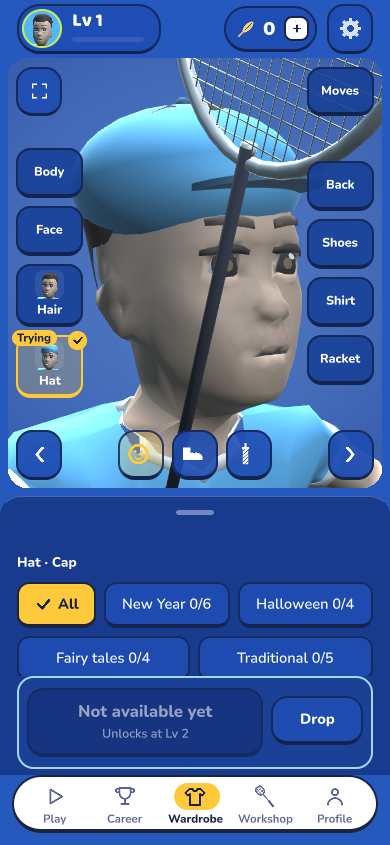 Lv 1
0
+
Moves
Body
Back
Face
Shoes
Hair
Shirt
Trying
Hat
Racket
Hat · Cap
All
New Year 0/6
Halloween 0/4
Fairy tales 0/4
Traditional 0/5
Not available yet
Unlocks at Lv 2
Drop
Play
Career
Wardrobe
Workshop
Profile